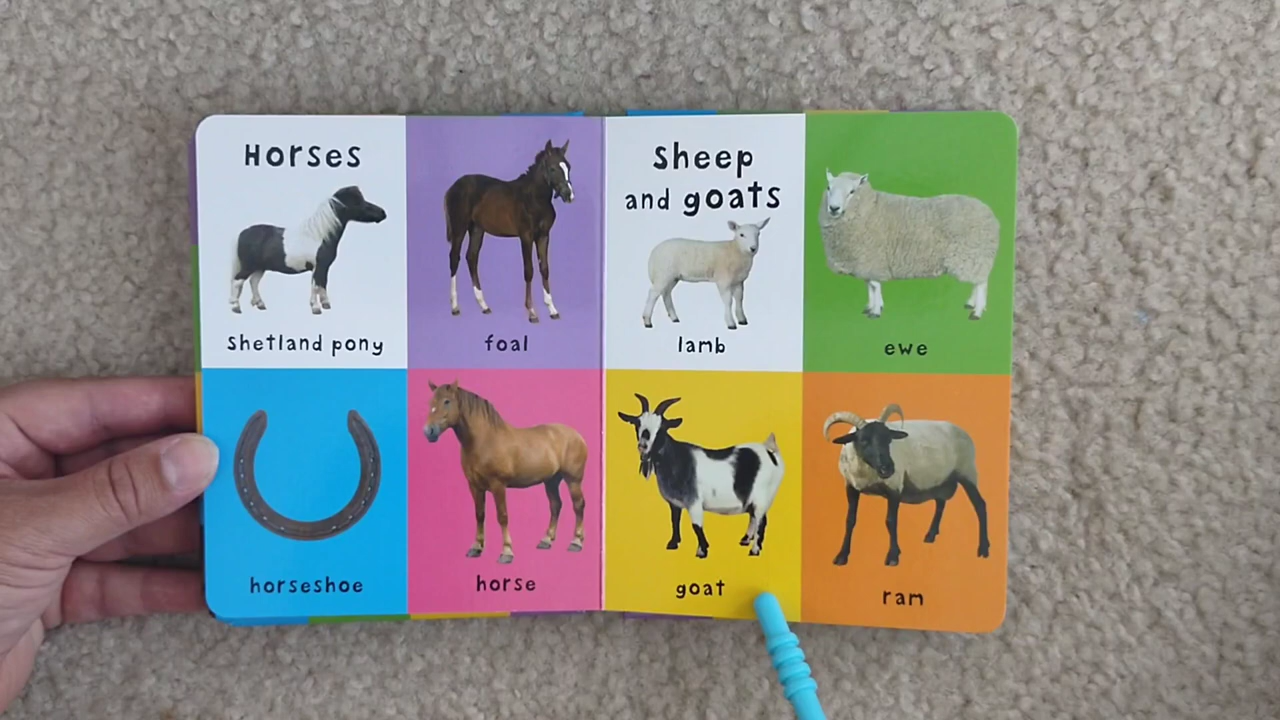 Horses
shetland pony
foal
horseshoe
horse
Sheep
and goats
lamb
ewe
goat
ram